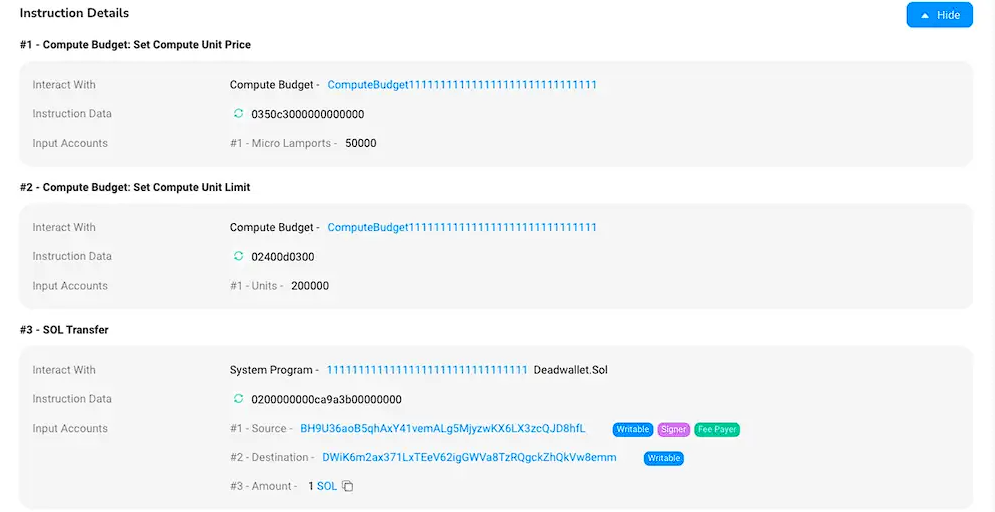 Instruction Details
Hide
#1 - Compute Budget: Set Compute Unit Price
Interact With Compute Budget - ComputeBudget111111111111111111111111111111
Instruction Data 0350c3000000000000
Input Accounts #1 - Micro Lamports - 50000
#2 - Compute Budget: Set Compute Unit Limit
Interact With Compute Budget - ComputeBudget111111111111111111111111111111
Instruction Data 02400d0300
Input Accounts #1 - Units - 200000
#3 - SOL Transfer
Interact With System Program - 11111111111111111111111111111111 Deadwallet.Sol
Instruction Data 0200000000ca9a3b00000000
Input Accounts #1 - Source - BH9U36aoB5qhAxY41vemALg5MjyzwKX6LX3zcQJD8hfL Writable Signer Fee Payer
#2 - Destination - DWiK6m2ax371LxTEeV62igGWVa8TzRQgckZhQkVw8emm Writable
#3 - Amount - 1 SOL